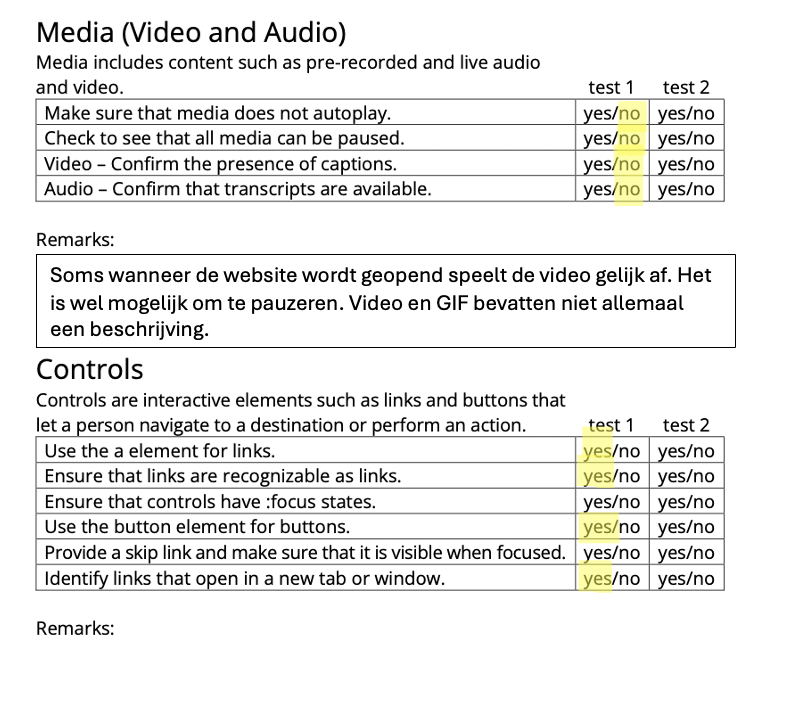 Media (Video and Audio)
Media includes content such as pre-recorded and live audio
and video. test 1 test 2
Make sure that media does not autoplay. yes/no yes/no
Check to see that all media can be paused. yes/no yes/no
Video – Confirm the presence of captions. yes/no yes/no
Audio – Confirm that transcripts are available. yes/no yes/no
Remarks:
Soms wanneer de website wordt geopend speelt de video gelijk af. Het
is wel mogelijk om te pauzeren. Video en GIF bevatten niet allemaal
een beschrijving.
Controls
Controls are interactive elements such as links and buttons that
let a person navigate to a destination or perform an action. test 1 test 2
Use the a element for links. yes/no yes/no
Ensure that links are recognizable as links. yes/no yes/no
Ensure that controls have :focus states. yes/no yes/no
Use the button element for buttons. yes/no yes/no
Provide a skip link and make sure that it is visible when focused. yes/no yes/no
Identify links that open in a new tab or window. yes/no yes/no
Remarks: